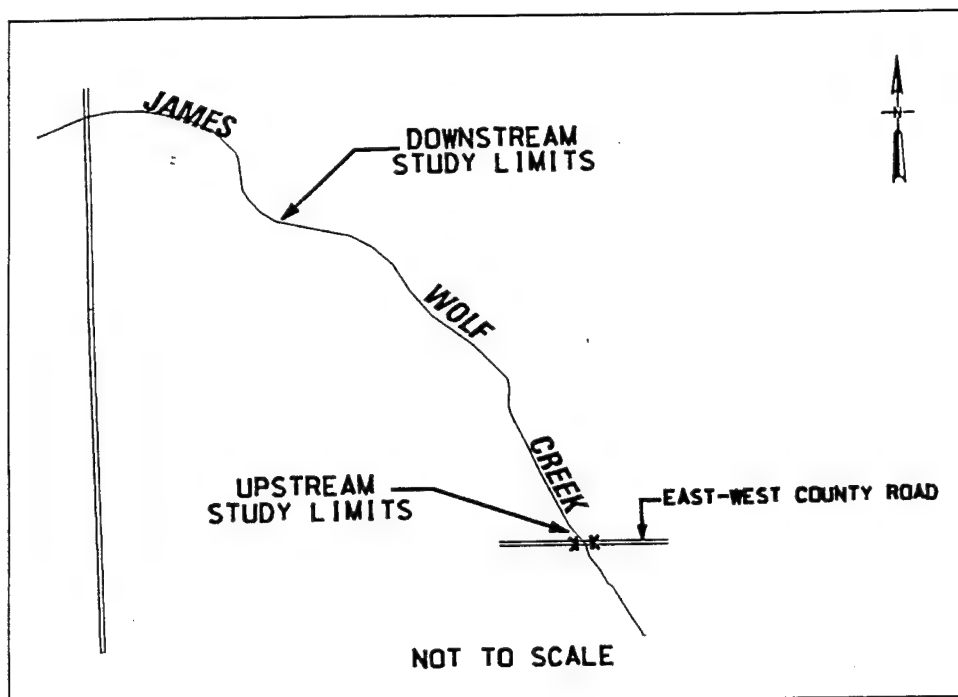 JAMES
DOWNSTREAM
STUDY LIMITS
N
WOLF
CREEK
UPSTREAM
STUDY LIMITS
EAST-WEST COUNTY ROAD
NOT TO SCALE